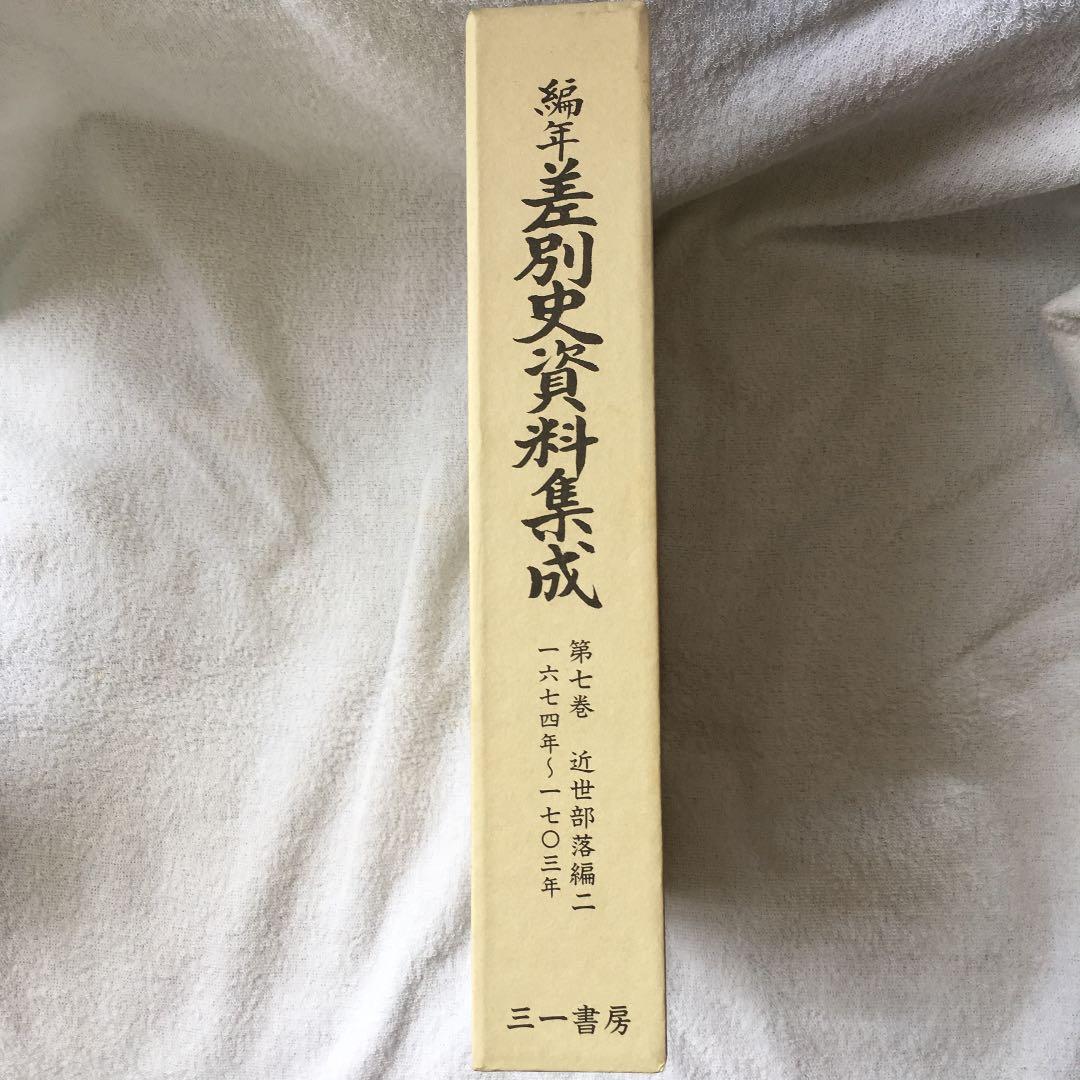 編年差別史資料集成
第七巻 近世部落編二
一六七四年～一七〇三年
三一書房